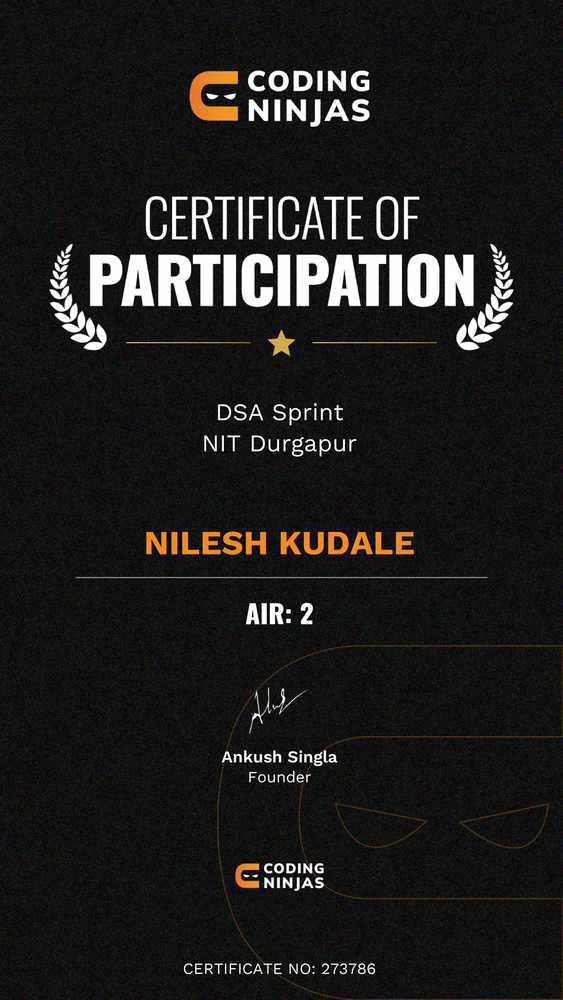 CODING
NINJAS
CERTIFICATE OF
PARTICIPATION
DSA Sprint
NIT Durgapur
NILESH KUDALE
AIR: 2
Ankush Singla
Founder
CODING
NINJAS
CERTIFICATE NO: 273786